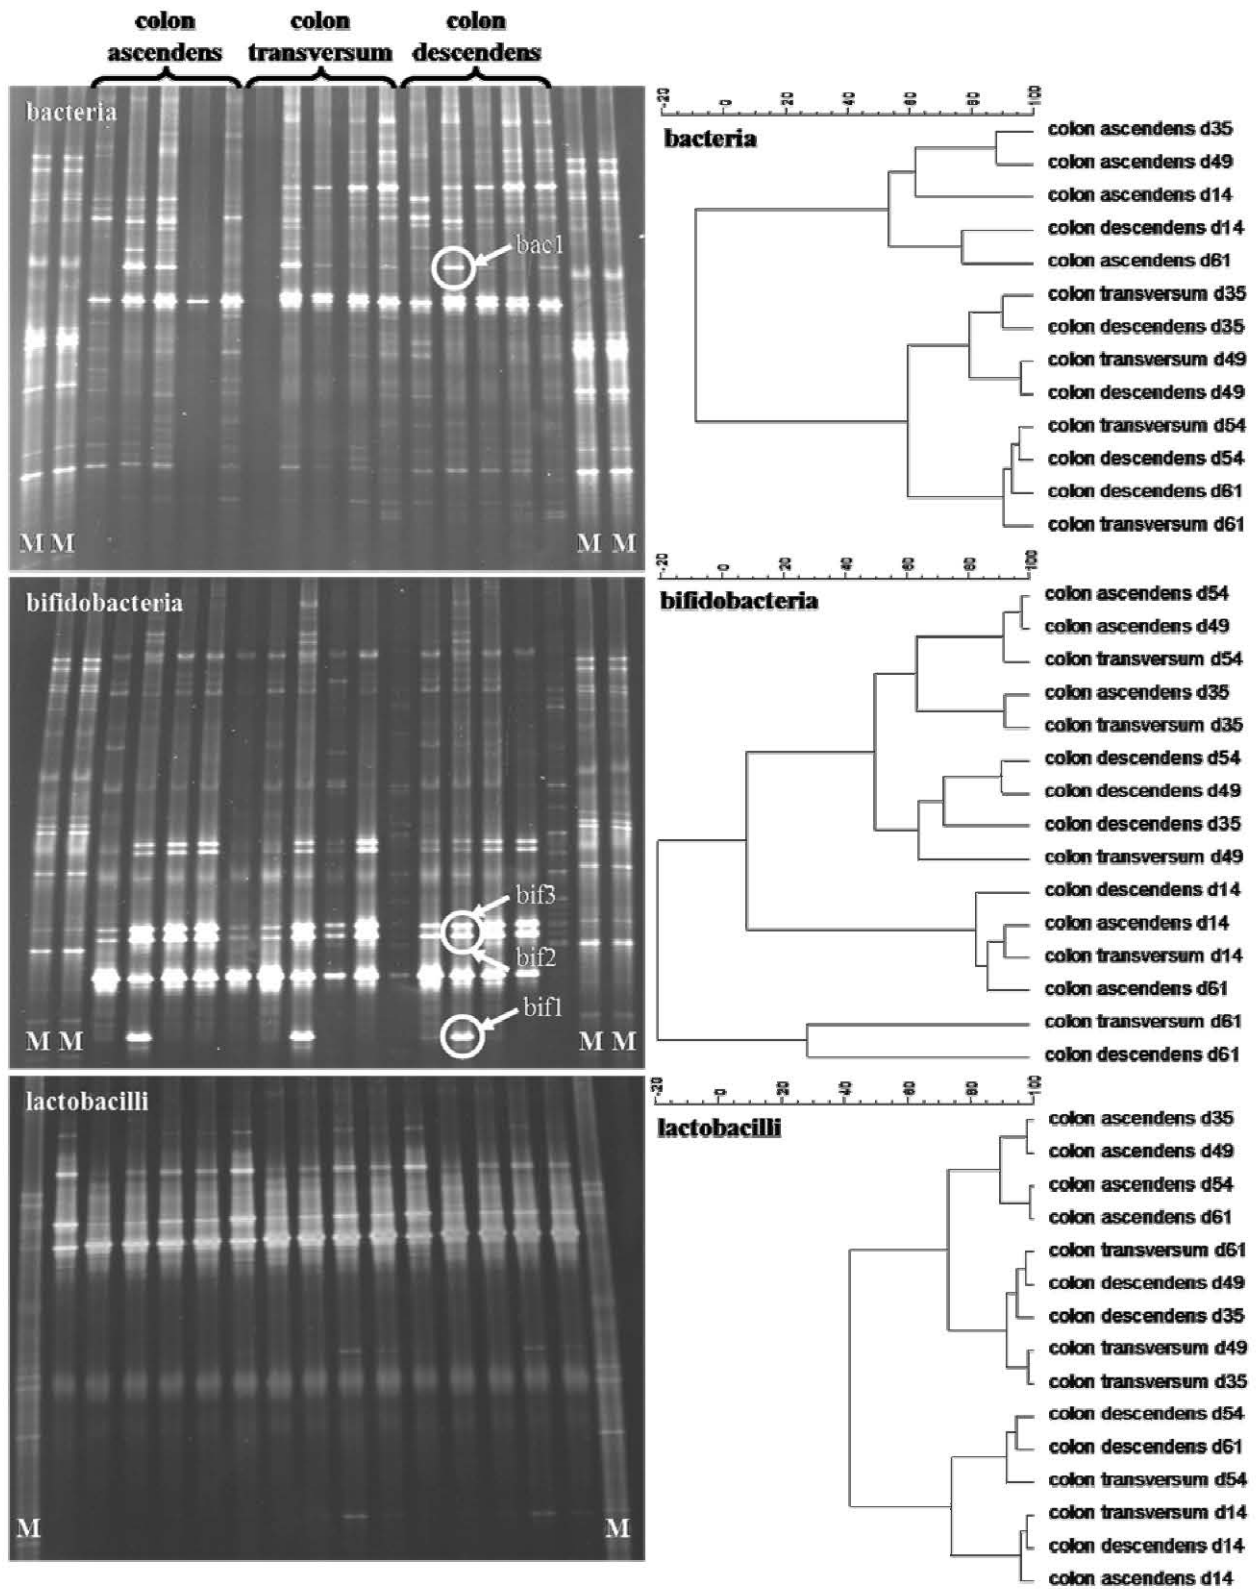 colon ascendens
colon transversum
colon descendens
bacteria
bac1
M M
M M
-20 0 20 40 60 80 100
bacteria
colon ascendens d35
colon ascendens d49
colon ascendens d14
colon descendens d14
colon ascendens d61
colon transversum d35
colon descendens d35
colon transversum d49
colon descendens d49
colon transversum d54
colon descendens d54
colon descendens d61
colon transversum d61
bifidobacteria
bif3
bif2
bif1
M M
M M
-20 0 20 40 60 80 100
bifidobacteria
colon ascendens d54
colon ascendens d49
colon transversum d54
colon ascendens d35
colon transversum d35
colon descendens d54
colon descendens d49
colon descendens d35
colon transversum d49
colon descendens d14
colon ascendens d14
colon transversum d14
colon ascendens d61
colon transversum d61
colon descendens d61
lactobacilli
M
M
-20 0 20 40 60 80 100
lactobacilli
colon ascendens d35
colon ascendens d49
colon ascendens d54
colon ascendens d61
colon transversum d61
colon descendens d49
colon descendens d35
colon transversum d49
colon transversum d35
colon descendens d54
colon descendens d61
colon transversum d54
colon transversum d14
colon descendens d14
colon ascendens d14